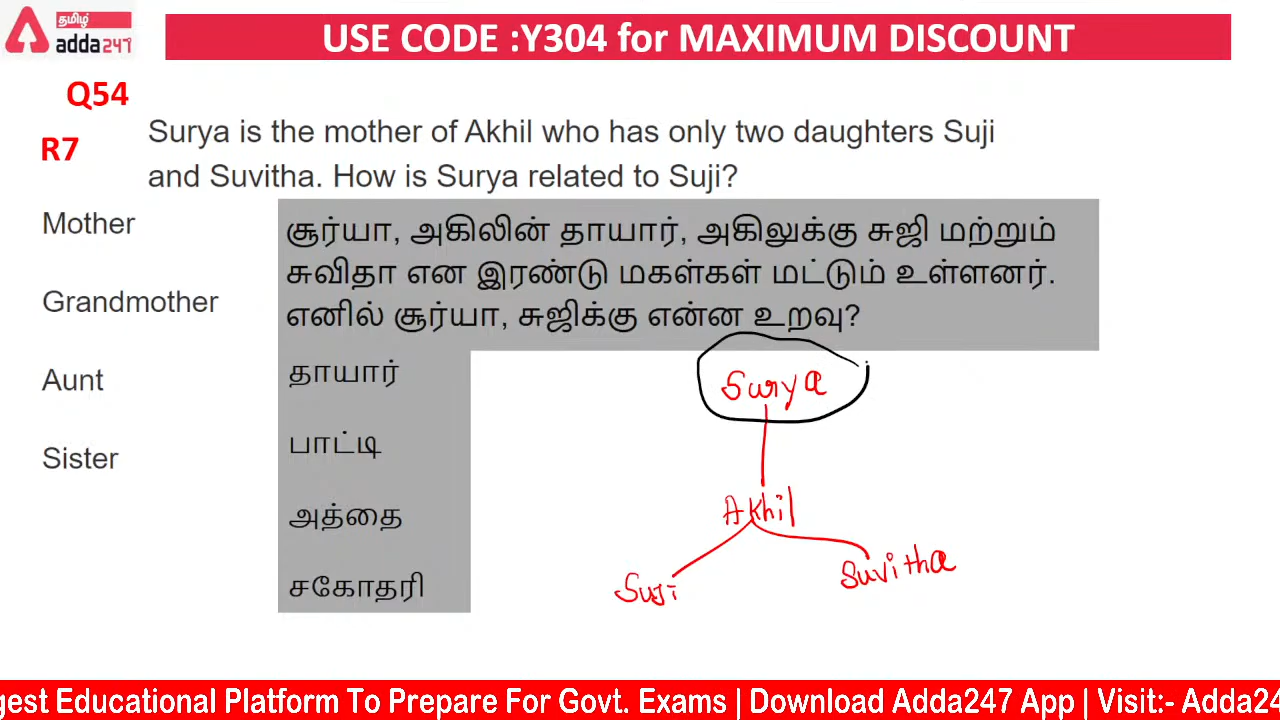 தமிழ்
adda247
USE CODE :Y304 for MAXIMUM DISCOUNT
Q54
R7
Surya is the mother of Akhil who has only two daughters Suji
and Suvitha. How is Surya related to Suji?
Mother
Grandmother
Aunt
Sister
சூர்யா, அகிலின் தாயார், அகிலுக்கு சுஜி மற்றும்
சுவிதா என இரண்டு மகள்கள் மட்டும் உள்ளனர்.
எனில் சூர்யா, சுஜிக்கு என்ன உறவு?
தாயார்
பாட்டி
அத்தை
சகோதரி
Surya
Akhil
Suji
Suvitha
gest Educational Platform To Prepare For Govt. Exams | Download Adda247 App | Visit:- Adda24